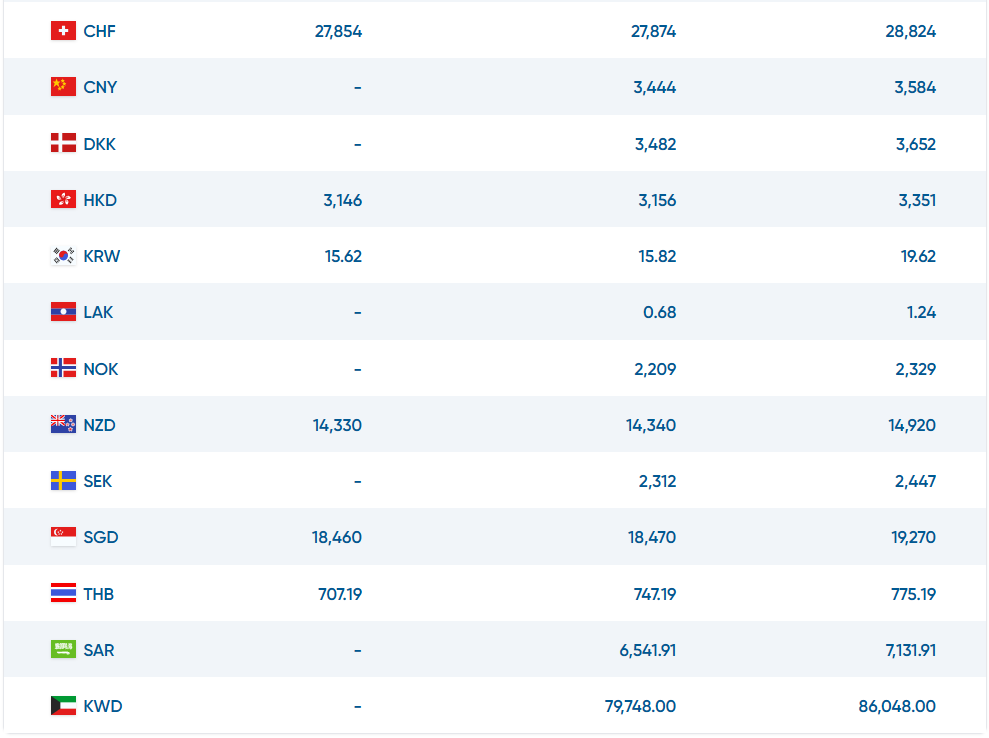 CHF 27,854 27,874 28,824
CNY - 3,444 3,584
DKK - 3,482 3,652
HKD 3,146 3,156 3,351
KRW 15.62 15.82 19.62
LAK - 0.68 1.24
NOK - 2,209 2,329
NZD 14,330 14,340 14,920
SEK - 2,312 2,447
SGD 18,460 18,470 19,270
THB 707.19 747.19 775.19
SAR - 6,541.91 7,131.91
KWD - 79,748.00 86,048.00